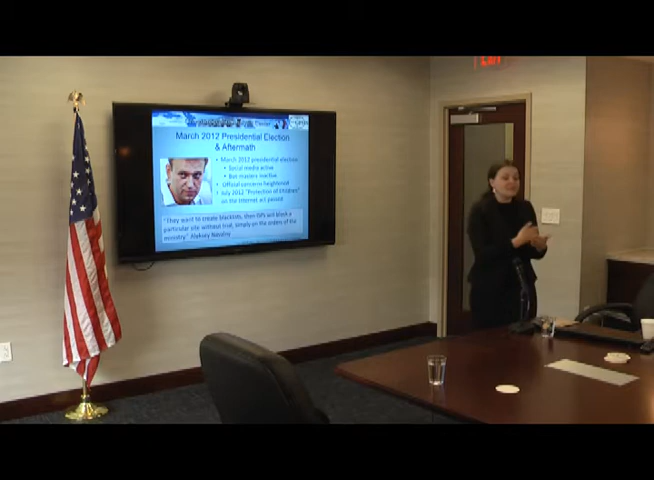 EXIT
March 2012 Presidential Election
& Aftermath
• March 2012 presidential election
• Social media active
• Bot masters inactive
• Official concerns heightened
• July 2012 "Protection of Children"
on the Internet act passed
"They want to create blacklists, then ISPs will block a
particular site without trial, simply on the orders of the
ministry." Aleksey Navalny